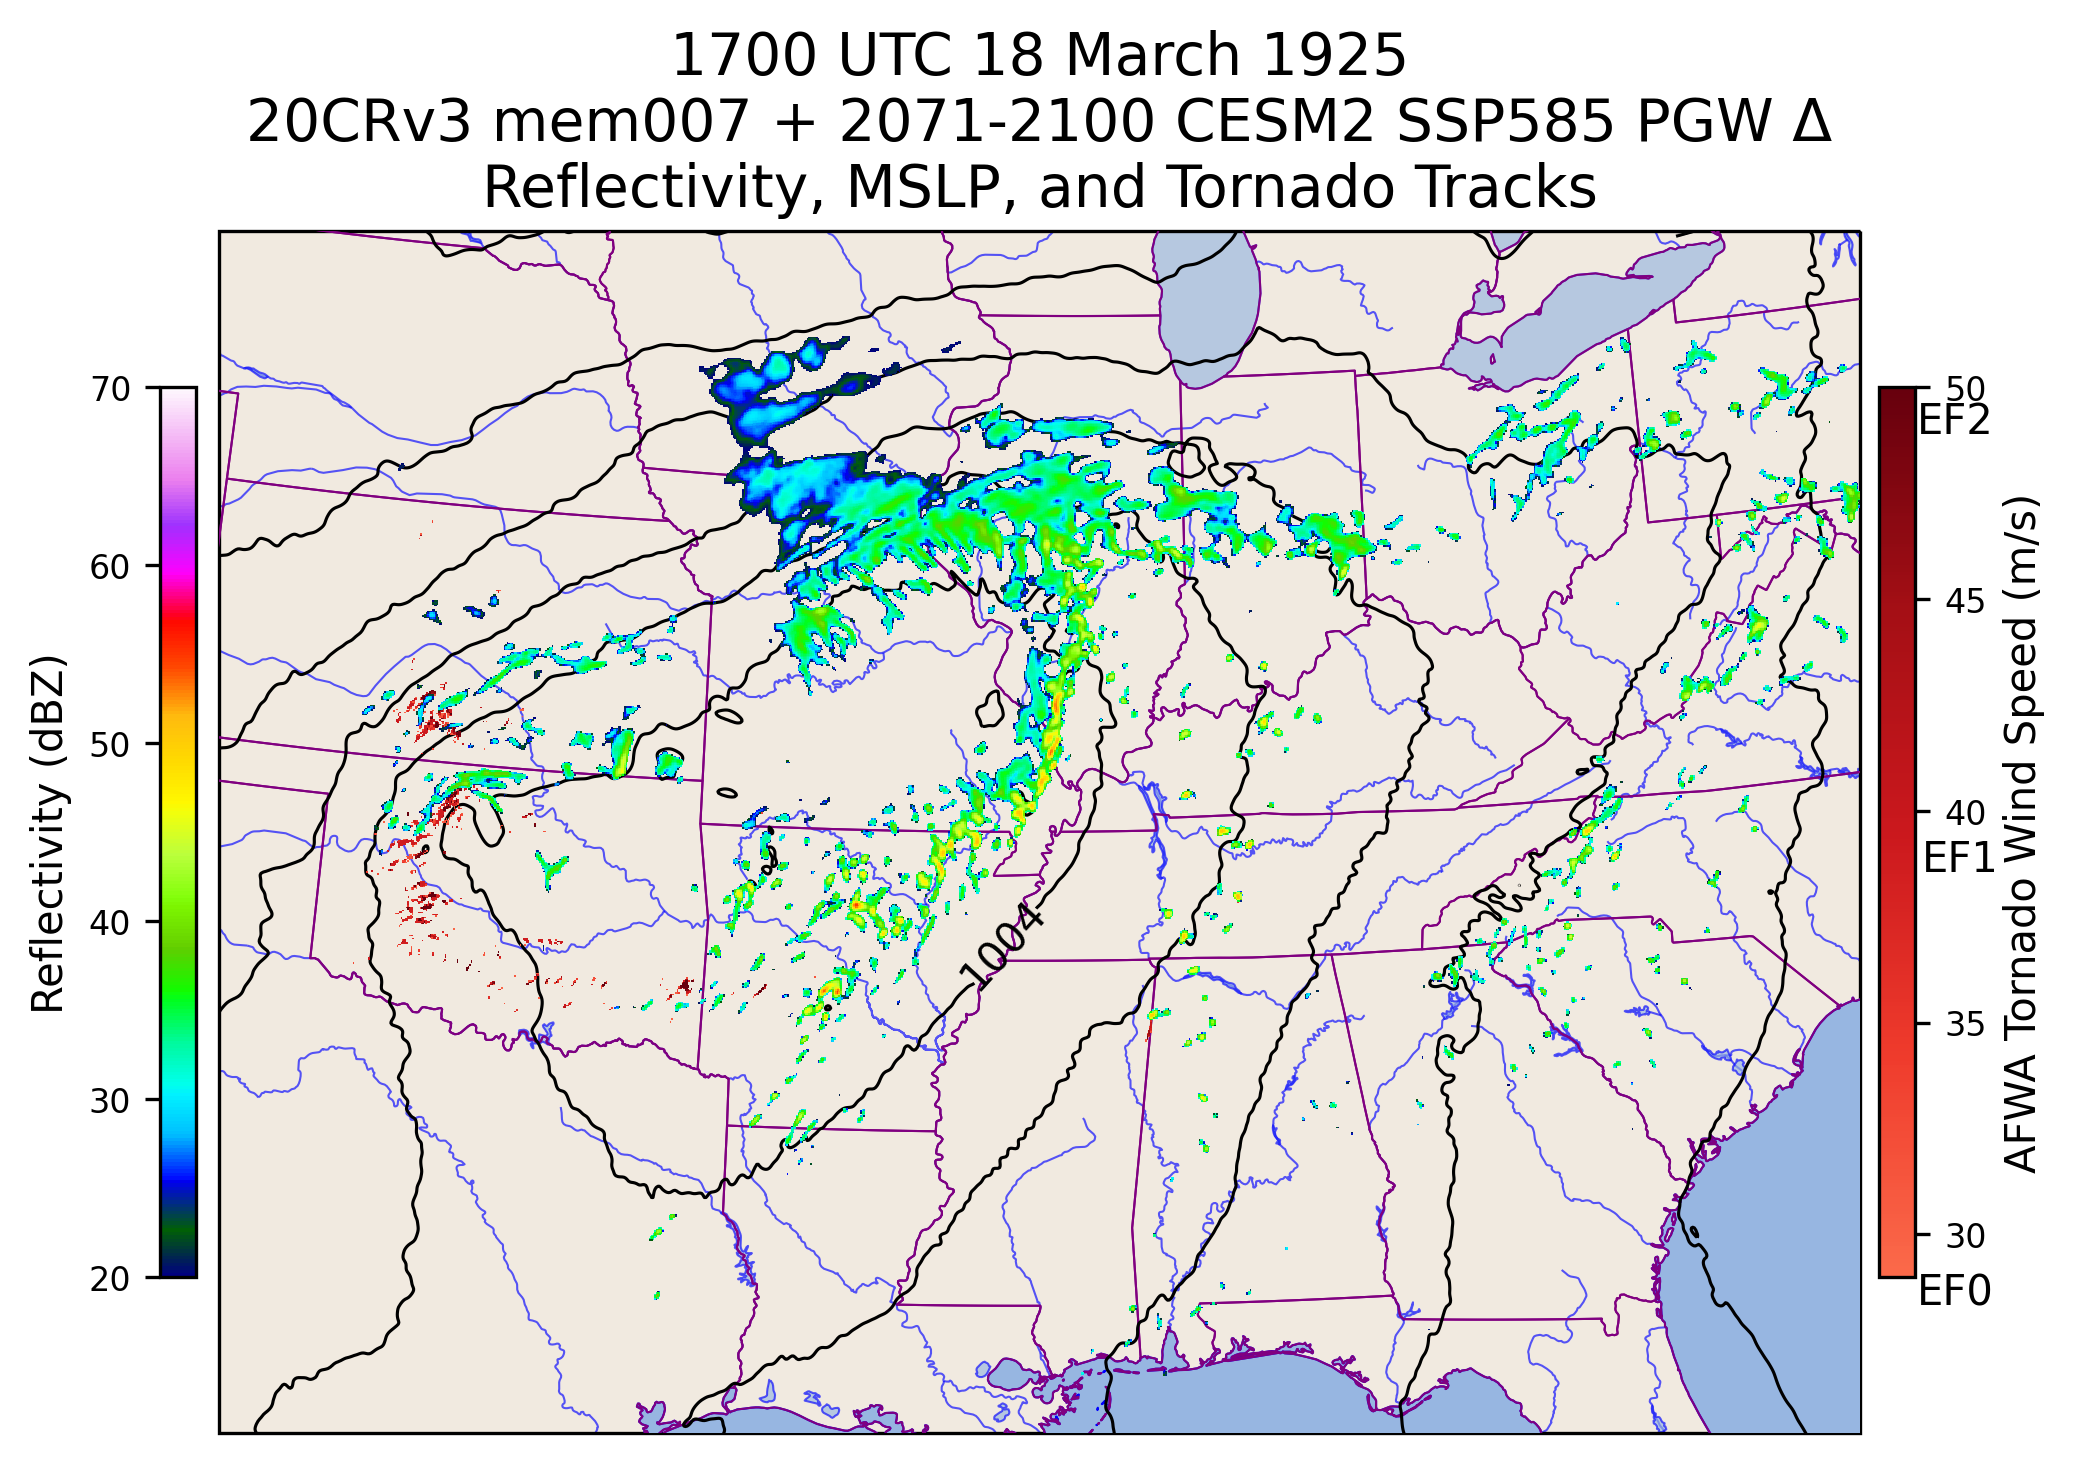 1700 UTC 18 March 1925
20CRv3 mem007 + 2071-2100 CESM2 SSP585 PGW Δ
Reflectivity, MSLP, and Tornado Tracks
70
60
50
40
30
20
Reflectivity (dBZ)
1004
50
EF2
45
40
EF1
35
30
EF0
AFWA Tornado Wind Speed (m/s)